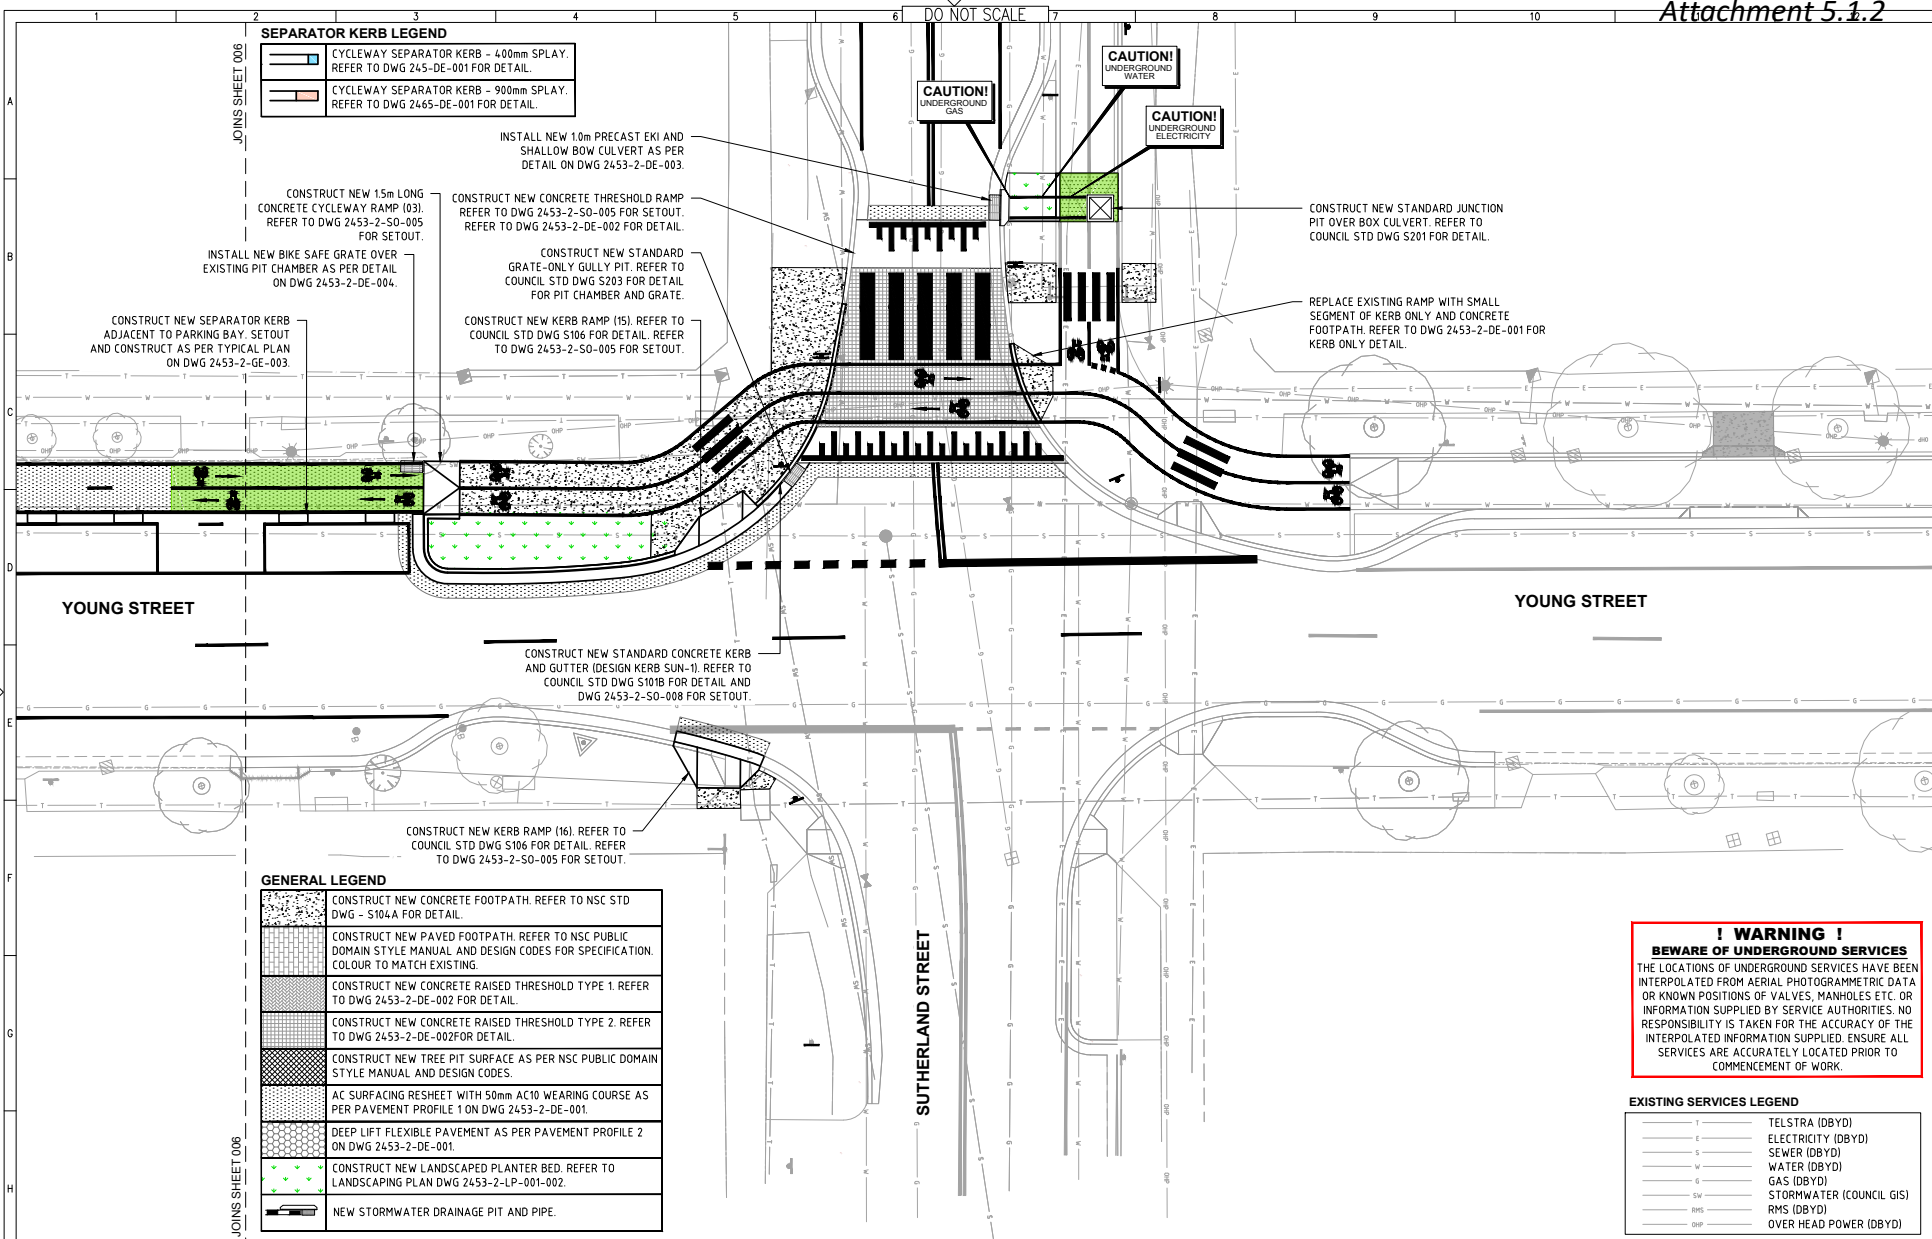 DO NOT SCALE
Attachment 5.1.2
1
2
3
4
5
6
7
8
9
10
A
B
C
D
E
F
G
H
JOINS SHEET 006
SEPARATOR KERB LEGEND
CYCLEWAY SEPARATOR KERB – 400mm SPLAY.
REFER TO DWG 245-DE-001 FOR DETAIL.
CYCLEWAY SEPARATOR KERB – 900mm SPLAY.
REFER TO DWG 2465-DE-001 FOR DETAIL.
INSTALL NEW 1.0m PRECAST EKI AND
SHALLOW BOW CULVERT AS PER
DETAIL ON DWG 2453-2-DE-003.
CONSTRUCT NEW 1.5m LONG
CONCRETE CYCLEWAY RAMP (03).
REFER TO DWG 2453-2-SO-005
FOR SETOUT.
CONSTRUCT NEW CONCRETE THRESHOLD RAMP
REFER TO DWG 2453-2-SO-005 FOR SETOUT.
REFER TO DWG 2453-2-DE-002 FOR DETAIL.
INSTALL NEW BIKE SAFE GRATE OVER
EXISTING PIT CHAMBER AS PER DETAIL
ON DWG 2453-2-DE-004.
CONSTRUCT NEW STANDARD
GRATE-ONLY GULLY PIT. REFER TO
COUNCIL STD DWG S203 FOR DETAIL
FOR PIT CHAMBER AND GRATE.
CONSTRUCT NEW SEPARATOR KERB
ADJACENT TO PARKING BAY. SETOUT
AND CONSTRUCT AS PER TYPICAL PLAN
ON DWG 2453-2-GE-003.
CONSTRUCT NEW KERB RAMP (15). REFER TO
COUNCIL STD DWG S106 FOR DETAIL. REFER
TO DWG 2453-2-SO-005 FOR SETOUT.
CAUTION!
UNDERGROUND
GAS
CAUTION!
UNDERGROUND
WATER
CAUTION!
UNDERGROUND
ELECTRICITY
CONSTRUCT NEW STANDARD JUNCTION
PIT OVER BOX CULVERT. REFER TO
COUNCIL STD DWG S201 FOR DETAIL.
REPLACE EXISTING RAMP WITH SMALL
SEGMENT OF KERB ONLY AND CONCRETE
FOOTPATH. REFER TO DWG 2453-2-DE-001 FOR
KERB ONLY DETAIL.
YOUNG STREET
YOUNG STREET
CONSTRUCT NEW STANDARD CONCRETE KERB
AND GUTTER (DESIGN KERB SUN-1). REFER TO
COUNCIL STD DWG S101B FOR DETAIL AND
DWG 2453-2-SO-008 FOR SETOUT.
CONSTRUCT NEW KERB RAMP (16). REFER TO
COUNCIL STD DWG S106 FOR DETAIL. REFER
TO DWG 2453-2-SO-005 FOR SETOUT.
SUTHERLAND STREET
JOINS SHEET 006
GENERAL LEGEND
CONSTRUCT NEW CONCRETE FOOTPATH. REFER TO NSC STD
DWG - S104A FOR DETAIL.
CONSTRUCT NEW PAVED FOOTPATH. REFER TO NSC PUBLIC
DOMAIN STYLE MANUAL AND DESIGN CODES FOR SPECIFICATION.
COLOUR TO MATCH EXISTING.
CONSTRUCT NEW CONCRETE RAISED THRESHOLD TYPE 1. REFER
TO DWG 2453-2-DE-002 FOR DETAIL.
CONSTRUCT NEW CONCRETE RAISED THRESHOLD TYPE 2. REFER
TO DWG 2453-2-DE-002FOR DETAIL.
CONSTRUCT NEW TREE PIT SURFACE AS PER NSC PUBLIC DOMAIN
STYLE MANUAL AND DESIGN CODES.
AC SURFACING RESHEET WITH 50mm AC10 WEARING COURSE AS
PER PAVEMENT PROFILE 1 ON DWG 2453-2-DE-001.
DEEP LIFT FLEXIBLE PAVEMENT AS PER PAVEMENT PROFILE 2
ON DWG 2453-2-DE-001.
CONSTRUCT NEW LANDSCAPED PLANTER BED. REFER TO
LANDSCAPING PLAN DWG 2453-2-LP-001-002.
NEW STORMWATER DRAINAGE PIT AND PIPE.
! WARNING !
BEWARE OF UNDERGROUND SERVICES
THE LOCATIONS OF UNDERGROUND SERVICES HAVE BEEN
INTERPOLATED FROM AERIAL PHOTOGRAMMETRIC DATA
OR KNOWN POSITIONS OF VALVES, MANHOLES ETC. OR
INFORMATION SUPPLIED BY SERVICE AUTHORITIES. NO
RESPONSIBILITY IS TAKEN FOR THE ACCURACY OF THE
INTERPOLATED INFORMATION SUPPLIED. ENSURE ALL
SERVICES ARE ACCURATELY LOCATED PRIOR TO
COMMENCEMENT OF WORK.
EXISTING SERVICES LEGEND
T TELSTRA (DBYD)
E ELECTRICITY (DBYD)
S SEWER (DBYD)
W WATER (DBYD)
G GAS (DBYD)
SW STORMWATER (COUNCIL GIS)
RMS RMS (DBYD)
OHP OVER HEAD POWER (DBYD)